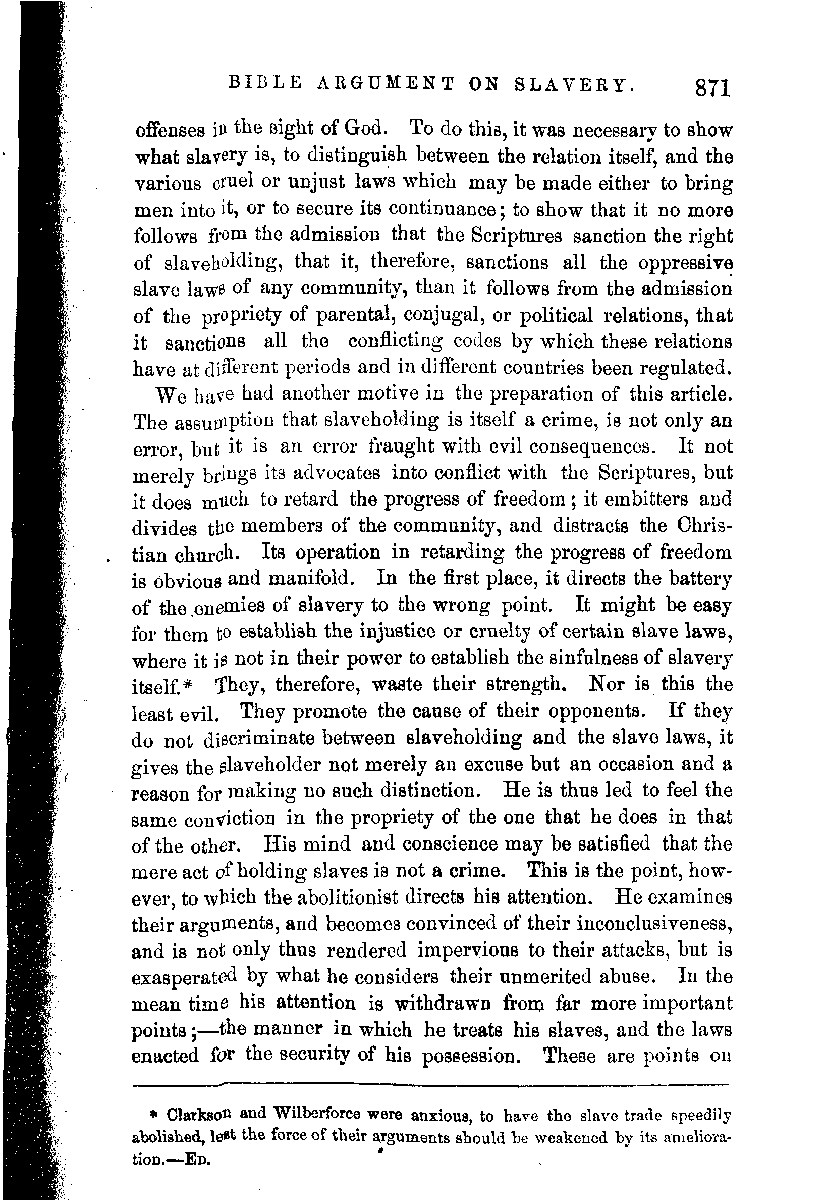 BIBLE ARGUMENT ON SLAVERY. 871
offenses in the sight of God. To do this, it was necessary to show
what slavery is, to distinguish between the relation itself, and the
various cruel or unjust laws which may be made either to bring
men into it, or to secure its continuance; to show that it no more
follows from the admission that the Scriptures sanction the right
of slaveholding, that it, therefore, sanctions all the oppressive
slave laws of any community, than it follows from the admission
of the propriety of parental, conjugal, or political relations, that
it sanctions all the conflicting codes by which these relations
have at different periods and in different countries been regulated.
We have had another motive in the preparation of this article.
The assumption that slaveholding is itself a crime, is not only an
error, but it is an error fraught with evil consequences. It not
merely brings its advocates into conflict with the Scriptures, but
it does much to retard the progress of freedom; it embitters and
divides the members of the community, and distracts the Chris-
tian church. Its operation in retarding the progress of freedom
is obvious and manifold. In the first place, it directs the battery
of the enemies of slavery to the wrong point. It might be easy
for them to establish the injustice or cruelty of certain slave laws,
where it is not in their power to establish the sinfulness of slavery
itself.* They, therefore, waste their strength. Nor is this the
least evil. They promote the cause of their opponents. If they
do not discriminate between slaveholding and the slave laws, it
gives the slaveholder not merely an excuse but an occasion and a
reason for making no such distinction. He is thus led to feel the
same conviction in the propriety of the one that he does in that
of the other. His mind and conscience may be satisfied that the
mere act of holding slaves is not a crime. This is the point, how-
ever, to which the abolitionist directs his attention. He examines
their arguments, and becomes convinced of their inconclusiveness,
and is not only thus rendered impervious to their attacks, but is
exasperated by what he considers their unmerited abuse. In the
mean time his attention is withdrawn from far more important
points;—the manner in which he treats his slaves, and the laws
enacted for the security of his possession. These are points on
* Clarkson and Wilberforce were anxious, to have the slave trade speedily
abolished, lest the force of their arguments should be weakened by its ameliora-
tion.—ED.